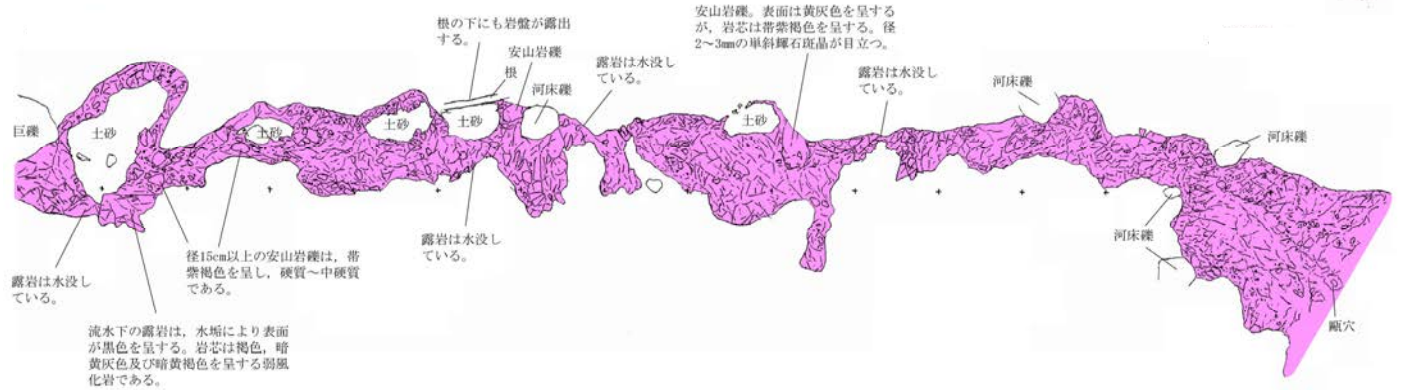 根の下にも岩盤が露出
する。
安山岩礫
根
河床礫
露岩は水没し
ている。
安山岩礫。表面は黄灰色を呈する
が，岩芯は帯紫褐色を呈する。径
2～3mmの単斜輝石斑晶が目立つ。
露岩は水没し
ている。
河床礫
河床礫
巨礫
土砂
土砂
土砂
土砂
土砂
露岩は水没し
ている。
径15cm以上の安山岩礫は，帯
紫褐色を呈し，硬質～中硬質
である。
露岩は水没し
ている。
流水下の露岩は，水垢により表面
が黒色を呈する。岩芯は褐色，暗
黄灰色及び暗黄褐色を呈する弱風
化岩である。
河床礫
甌穴